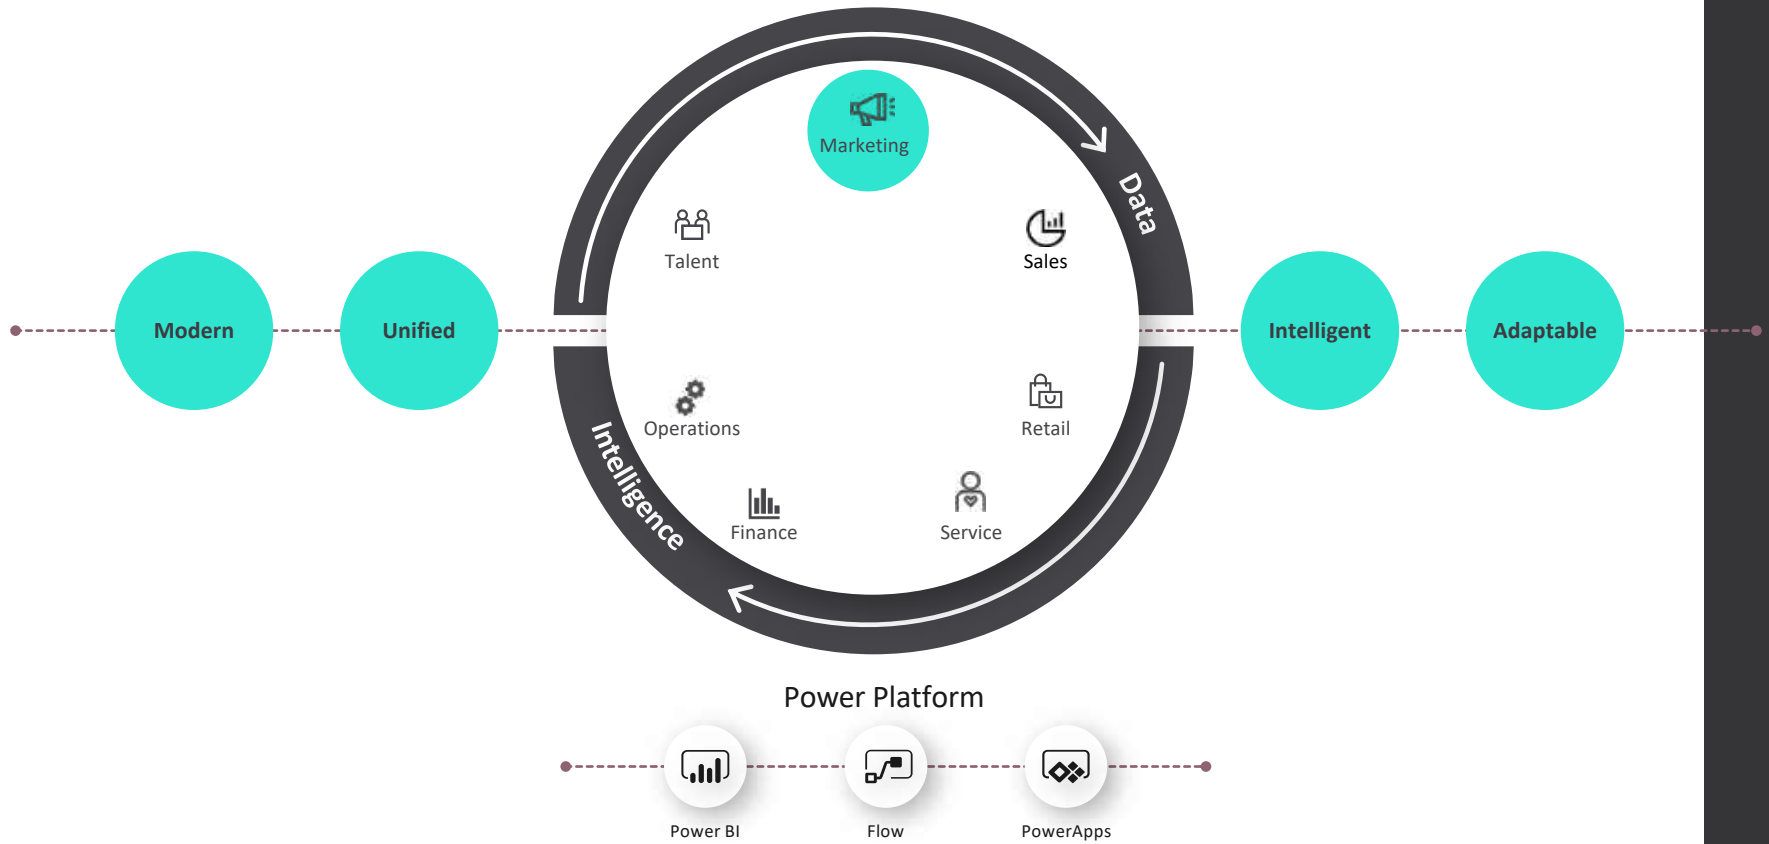 Marketing
Data
Talent
Sales
Modern
Unified
Intelligent
Adaptable
Operations
Retail
Intelligence
Finance
Service
Power Platform
Power BI
Flow
PowerApps